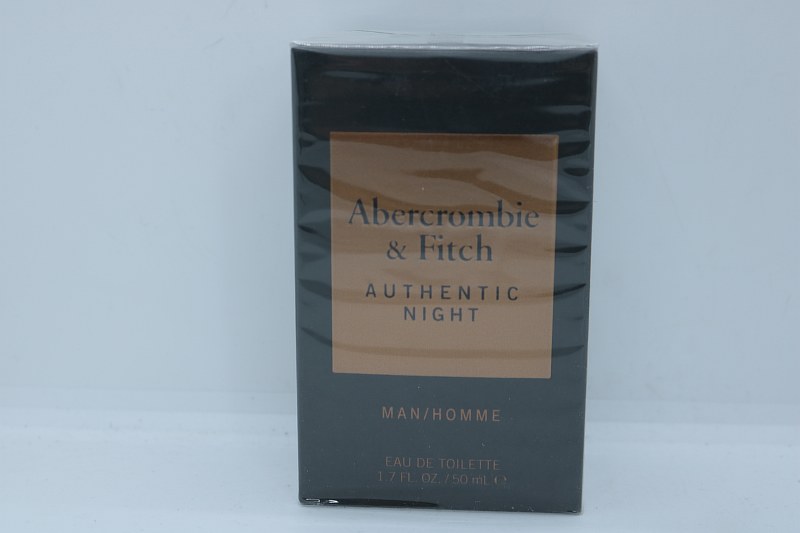 Abercrombie
& Fitch
AUTHENTIC
NIGHT
MAN/HOMME
EAU DE TOILETTE
1.7 FL. OZ. / 50 mL ℮